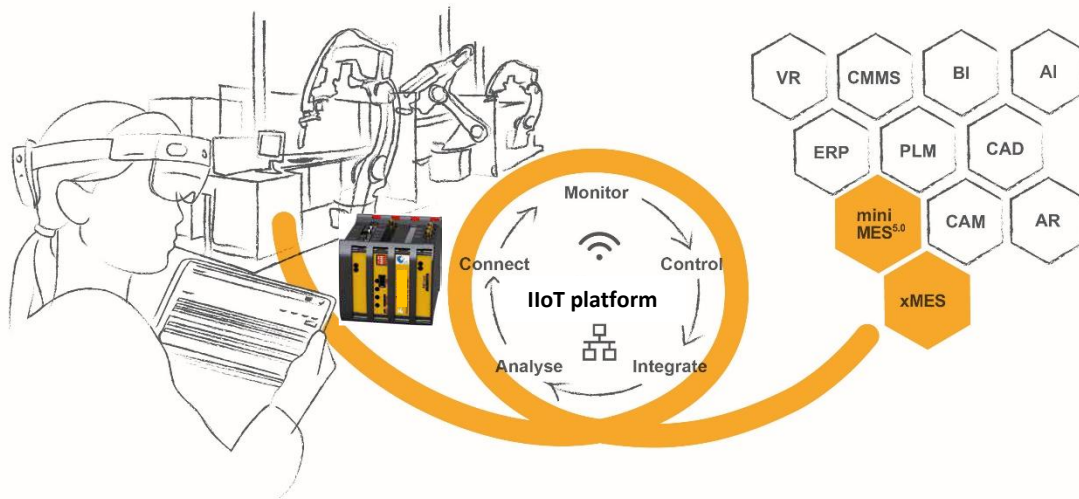 VR
CMMS
BI
AI
ERP
PLM
CAD
mini
MES5.0
CAM
AR
xMES
Monitor
Connect
Control
IIoT platform
Analyse
Integrate